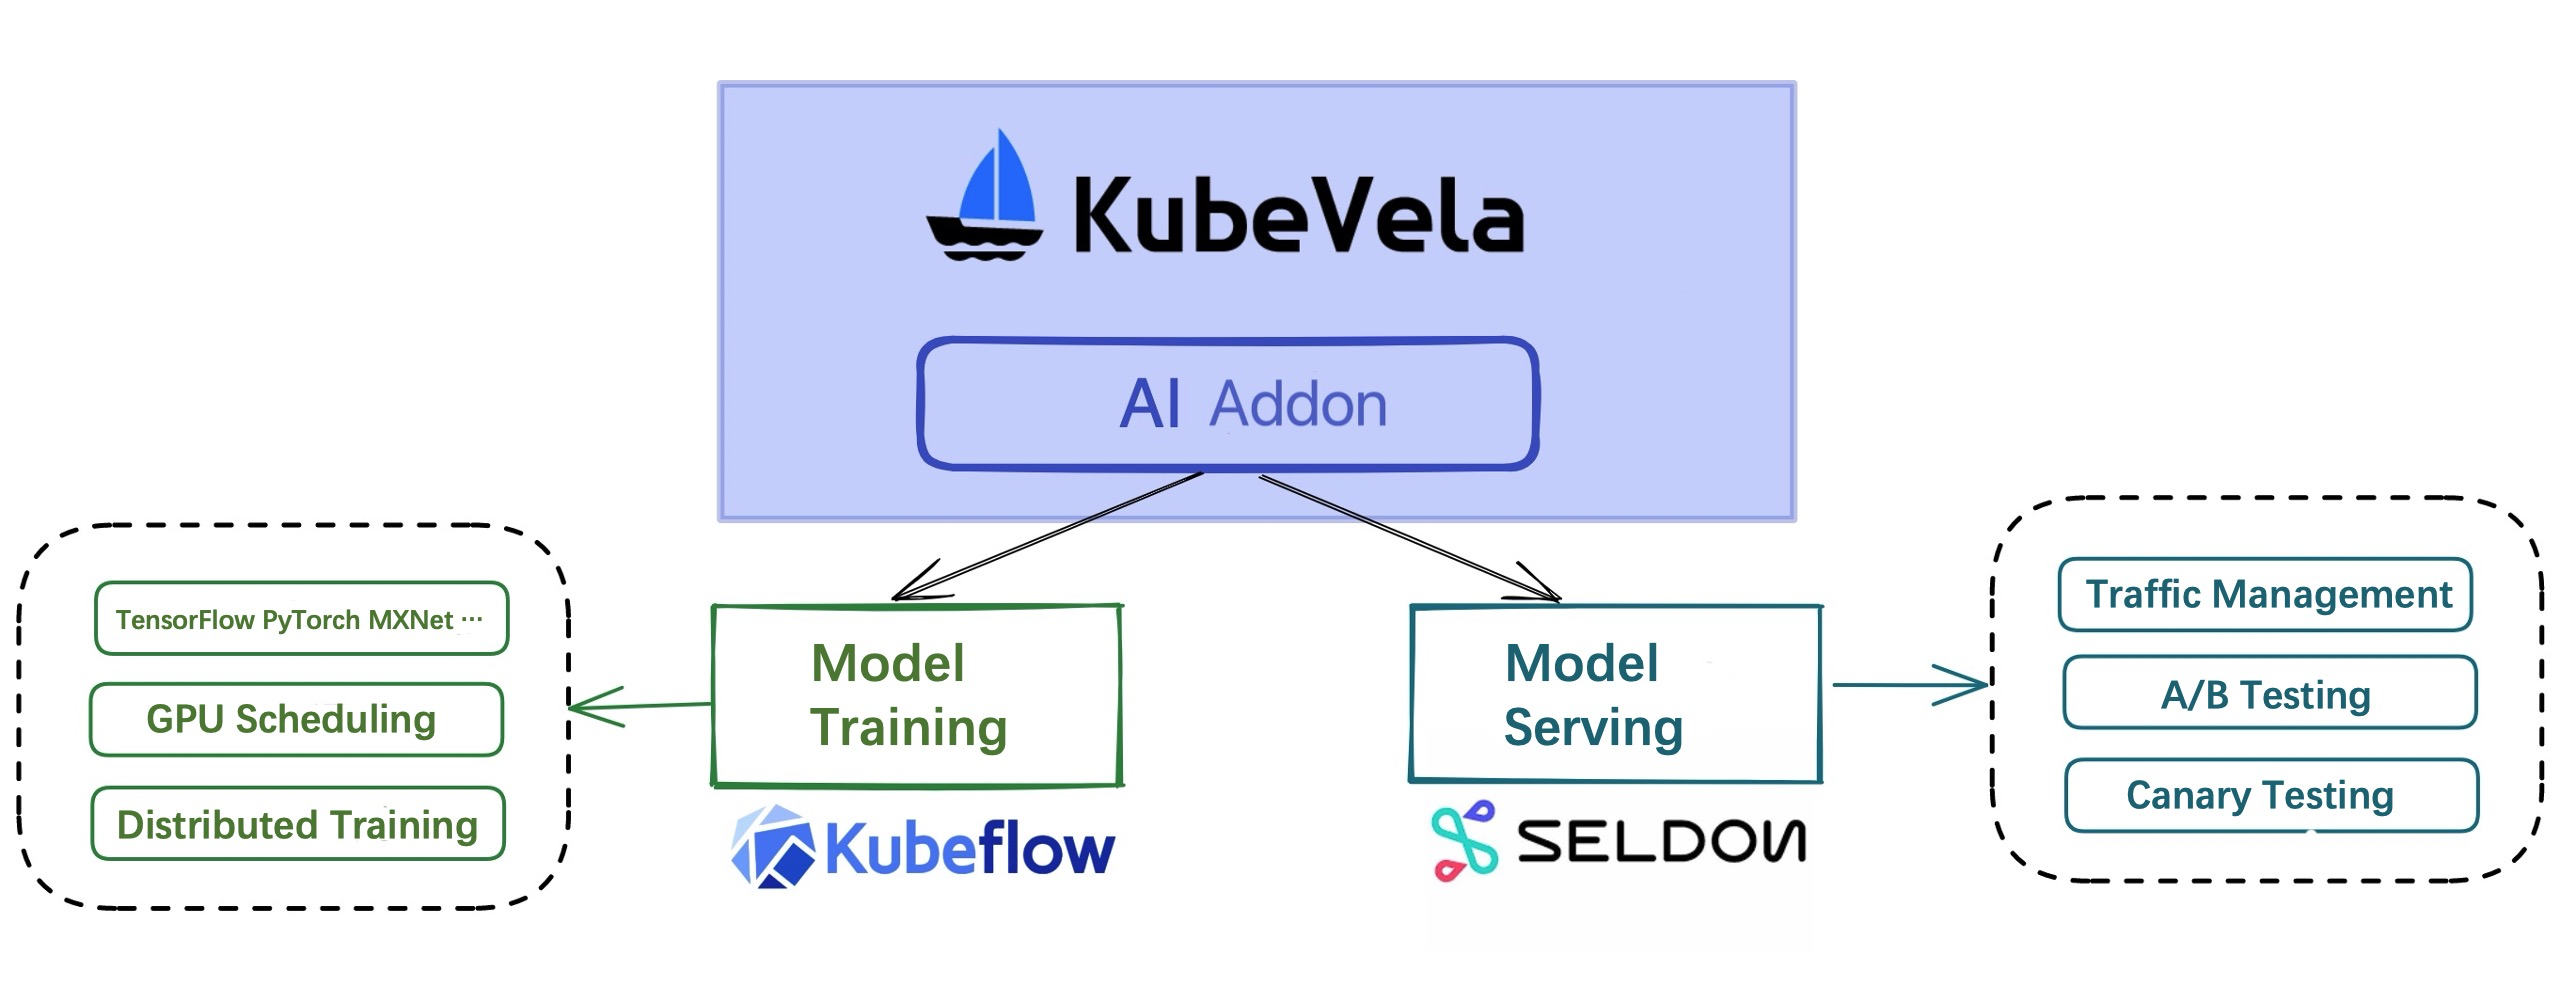 KubeVela
AI Addon
TensorFlow PyTorch MXNet ···
GPU Scheduling
Distributed Training
Model
Training
Kubeflow
Model
Serving
SELDON
Traffic Management
A/B Testing
Canary Testing